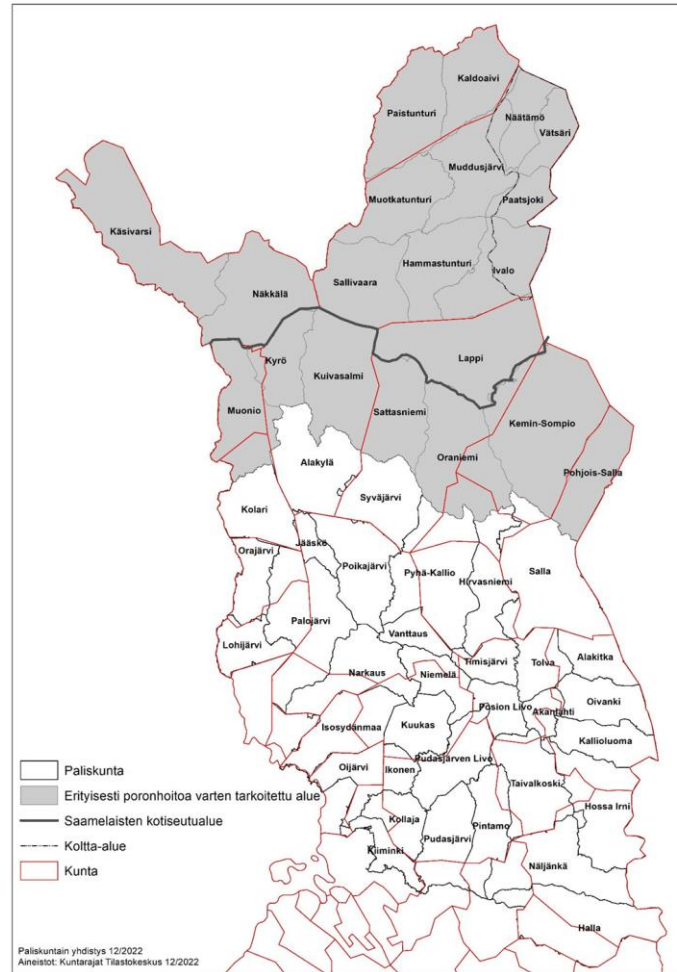 Kaldoaivi
Paistunturi
Näätämö
Vätsäri
Muddusjärvi
Muotkatunturi
Paatsjoki
Käsivarsi
Hammastunturi
Ivalo
Sallivaara
Näkkälä
Lappi
Kyrö
Kuivasalmi
Muonio
Sattasniemi
Kemin-Sompio
Oraniemi
Pohjois-Salla
Alakylä
Syväjärvi
Kolari
Jääskö
Orajärvi
Poikajärvi
Pyhä-Kallio
Hirvasniemi
Salla
Palojärvi
Vanttaus
Lohijärvi
Narkaus
Niemelä
Timisjärvi
Tolva
Alakitka
Oivanki
Posion Livo
Akanlahti
Isosydänmaa
Kuukas
Kallioluoma
Pudasjärven Livo
Oijärvi
Ikonen
Taivalkoski
Hossa Irni
Kollaja
Pudasjärvi
Pintamo
Kiiminki
Näljänkä
Halla
Paliskunta
Erityisesti poronhoitoa varten tarkoitettu alue
Saamelaisten kotiseutualue
Koltta-alue
Kunta
Paliskuntain yhdistys 12/2022
Aineistot: Kuntarajat Tilastokeskus 12/2022